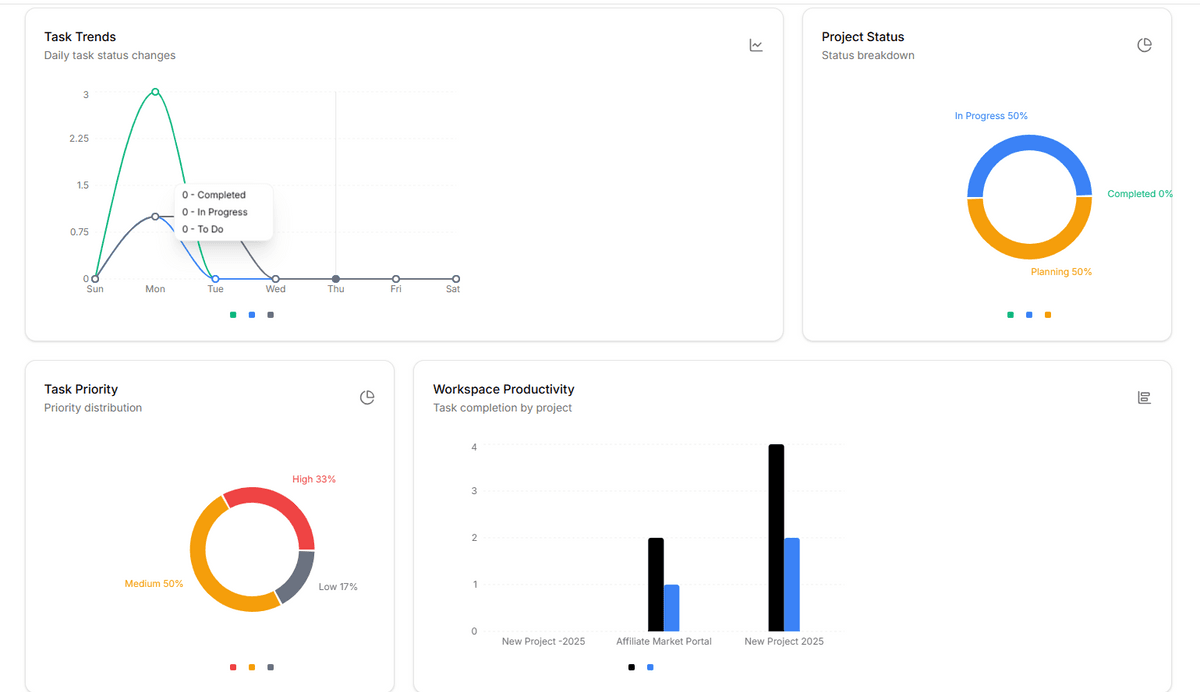 Task Trends
Daily task status changes
3
2.25
1.5
0.75
0
0 - Completed
0 - In Progress
0 - To Do
Sun Mon Tue Wed Thu Fri Sat
Project Status
Status breakdown
In Progress 50%
Completed 0%
Planning 50%
Task Priority
Priority distribution
High 33%
Medium 50%
Low 17%
Workspace Productivity
Task completion by project
4
3
2
1
0
New Project -2025 Affiliate Market Portal New Project 2025